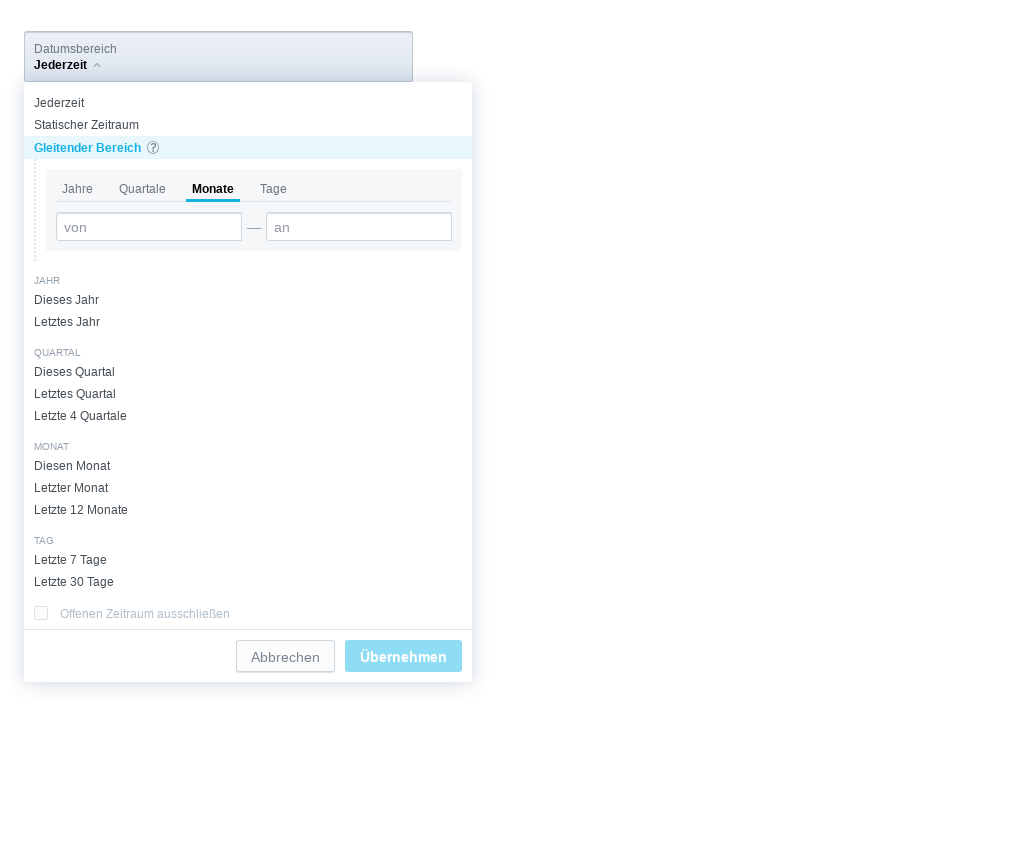 Datumsbereich
Jederzeit
Jederzeit
Statischer Zeitraum
Gleitender Bereich ?
Jahre Quartale Monate Tage
von — an
JAHR
Dieses Jahr
Letztes Jahr
QUARTAL
Dieses Quartal
Letztes Quartal
Letzte 4 Quartale
MONAT
Diesen Monat
Letzter Monat
Letzte 12 Monate
TAG
Letzte 7 Tage
Letzte 30 Tage
Offenen Zeitraum ausschließen
Abbrechen Übernehmen